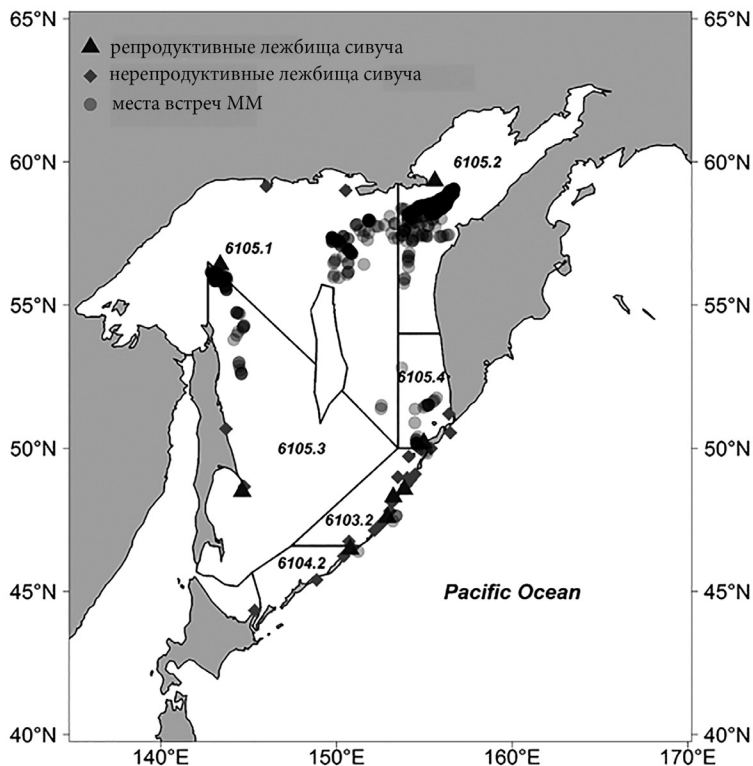 65°N
65°N
репродуктивные лежбища сивуча
нерепродуктивные лежбища сивуча
места встреч ММ
60°N
6105.2
60°N
6105.1
55°N
55°N
6105.4
50°N
6105.3
50°N
6103.2
6104.2
45°N
Pacific Ocean
45°N
40°N
40°N
140°E
150°E
160°E
170°E